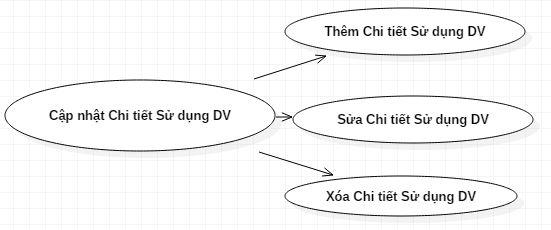 Thêm Chi tiết Sử dụng DV
Cập nhật Chi tiết Sử dụng DV
Sửa Chi tiết Sử dụng DV
Xóa Chi tiết Sử dụng DV